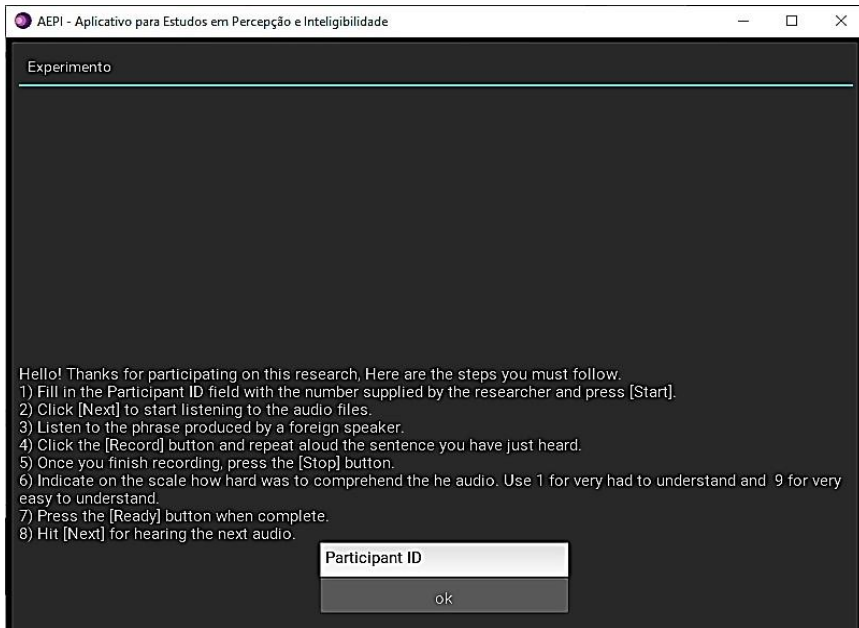 AEPI - Aplicativo para Estudos em Percepção e Inteligibilidade
Experimento
Hello! Thanks for participating on this research, Here are the steps you must follow.
1) Fill in the Participant ID field with the number supplied by the researcher and press [Start].
2) Click [Next] to start listening to the audio files.
3) Listen to the phrase produced by a foreign speaker.
4) Click the [Record] button and repeat aloud the sentence you have just heard.
5) Once you finish recording, press the [Stop] button.
6) Indicate on the scale how hard was to comprehend the he audio. Use 1 for very had to understand and  9 for very
easy to understand.
7) Press the [Ready] button when complete.
8) Hit [Next] for hearing the next audio.
Participant ID
ok